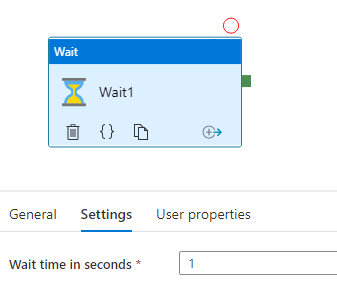 Wait
Wait1
{}
General Settings User properties
Wait time in seconds * 1